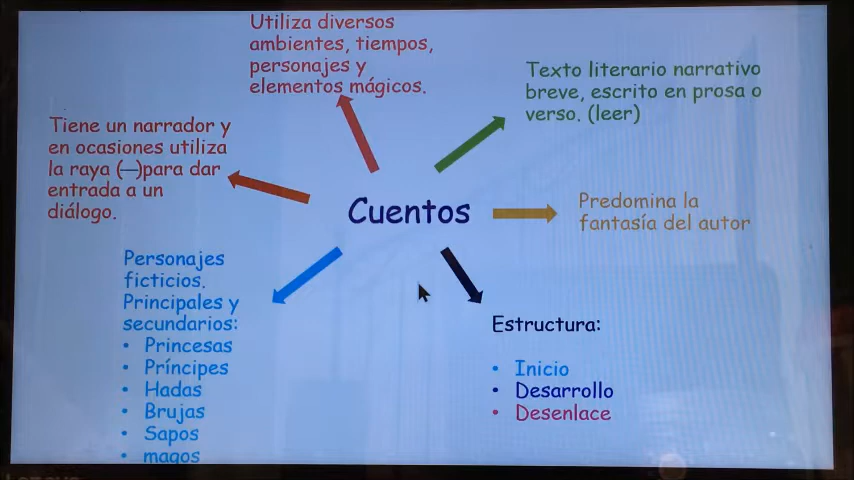 Utiliza diversos
ambientes, tiempos,
personajes y
elementos mágicos.
Texto literario narrativo
breve, escrito en prosa o
verso. (leer)
Tiene un narrador y
en ocasiones utiliza
la raya (—)para dar
entrada a un
diálogo.
Cuentos
Predomina la
fantasía del autor
Personajes
ficticios.
Principales y
secundarios:
• Princesas
• Príncipes
• Hadas
• Brujas
• Sapos
• magos
Estructura:
• Inicio
• Desarrollo
• Desenlace